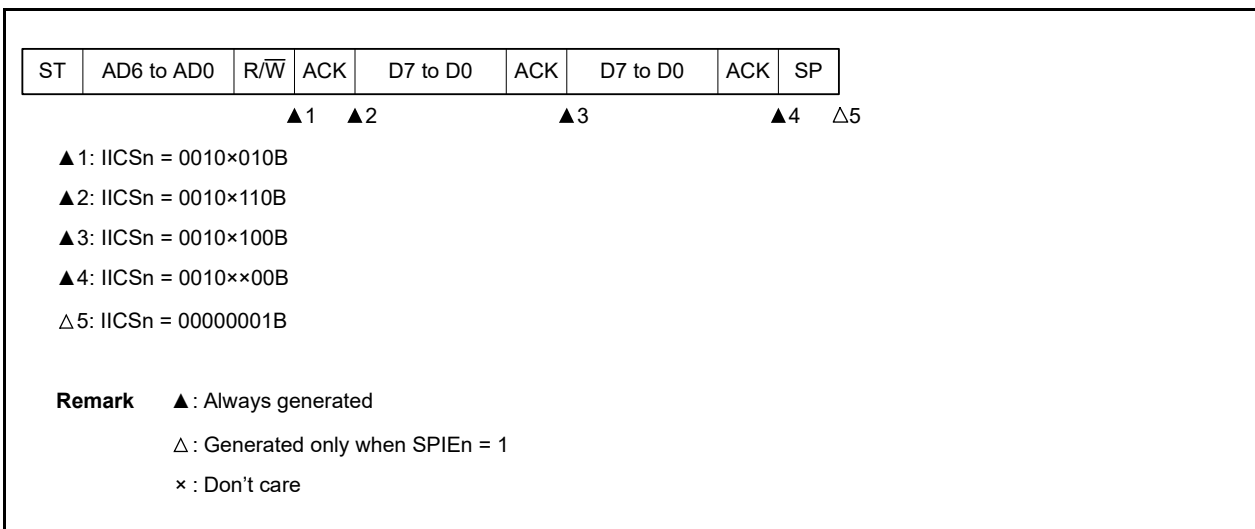 ST AD6 to AD0 R/W̅ ACK D7 to D0 ACK D7 to D0 ACK SP
▲1 ▲2 ▲3 ▲4 △5
▲1: IICSn = 0010×010B
▲2: IICSn = 0010×110B
▲3: IICSn = 0010×100B
▲4: IICSn = 0010××00B
△5: IICSn = 00000001B
Remark ▲: Always generated
△: Generated only when SPIEn = 1
×: Don't care